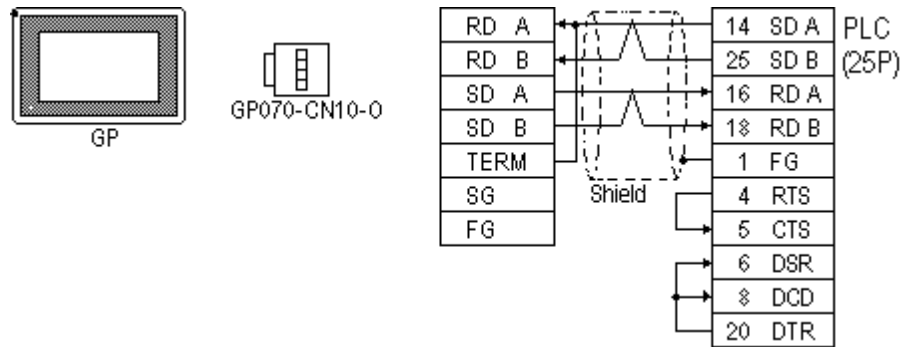 GP
GP070-CN10-0
RD A
RD B
SD A
SD B
TERM
SG
FG
Shield
14 SD A
25 SD B
16 RD A
18 RD B
1 FG
4 RTS
5 CTS
6 DSR
8 DCD
20 DTR
PLC
(25P)